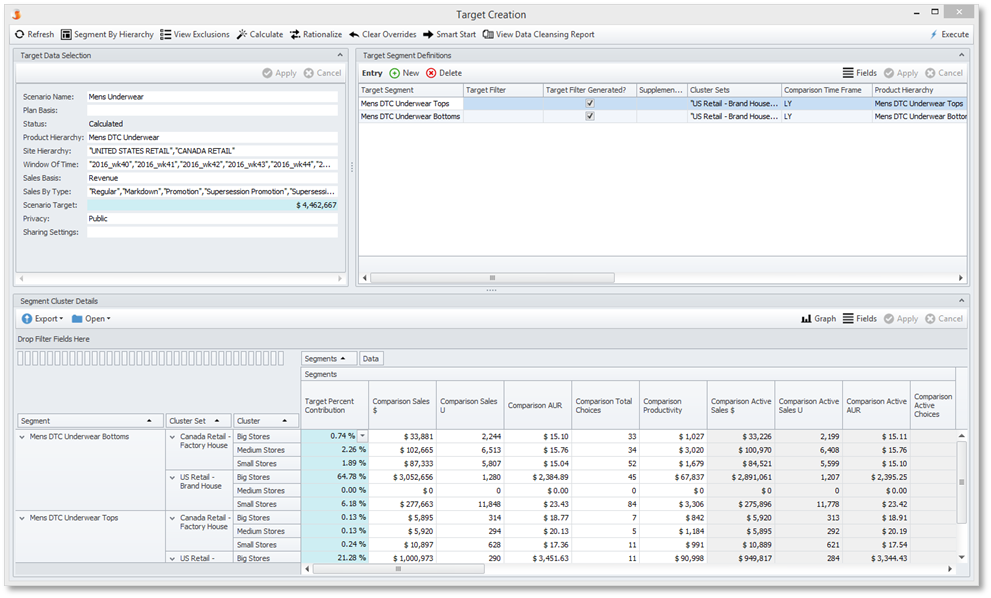 Target Creation
Refresh Segment By Hierarchy View Exclusions Calculate Rationalize Clear Overrides Smart Start View Data Cleansing Report Execute
Target Data Selection
Apply Cancel
Scenario Name: Mens Underwear
Plan Basis:
Status: Calculated
Product Hierarchy: Mens DTC Underwear
Site Hierarchy: "UNITED STATES RETAIL","CANADA RETAIL"
Window Of Time: "2016_wk40","2016_wk41","2016_wk42","2016_wk43","2016_wk44","2...
Sales Basis: Revenue
Sales By Type: "Regular","Markdown","Promotion","Supersession Promotion","Supersessi...
Scenario Target: $ 4,462,667
Privacy: Public
Sharing Settings:
Target Segment Definitions
Entry New Delete Fields Apply Cancel
Target Segment Target Filter Target Filter Generated? Supplemen... Cluster Sets Comparison Time Frame Product Hierarchy
Mens DTC Underwear Tops "US Retail - Brand House... LY Mens DTC Underwear Tops
Mens DTC Underwear Bottoms "US Retail - Brand House... LY Mens DTC Underwear Bottor
Segment Cluster Details
Export Open Graph Fields Apply Cancel
Drop Filter Fields Here
Segments Data
Segments
Segment Cluster Set Cluster Target Percent Contribution Comparison Sales $ Comparison Sales U Comparison AUR Comparison Total Choices Comparison Productivity Comparison Active Sales $ Comparison Active Sales U Comparison Active AUR Comparison Active Choices
Mens DTC Underwear Bottoms Canada Retail - Factory House Big Stores 0.74 % $ 33,881 2,244 $ 15.10 33 $ 1,027 $ 33,226 2,199 $ 15.11
Medium Stores 2.26 % $ 102,665 6,513 $ 15.76 34 $ 3,020 $ 100,970 6,408 $ 15.76
Small Stores 1.89 % $ 87,333 5,807 $ 15.04 52 $ 1,679 $ 84,521 5,599 $ 15.10
US Retail - Brand House Big Stores 64.78 % $ 3,052,656 1,280 $ 2,384.89 45 $ 67,837 $ 2,891,061 1,207 $ 2,395.25
Medium Stores 0.00 % $ 0 0 $ 0.00 0 $ 0 $ 0 0 $ 0.00
Small Stores 6.18 % $ 277,663 11,848 $ 23.43 84 $ 3,306 $ 275,896 11,778 $ 23.42
Mens DTC Underwear Tops Canada Retail - Factory House Big Stores 0.13 % $ 5,895 314 $ 18.77 7 $ 842 $ 5,920 313 $ 18.91
Medium Stores 0.13 % $ 5,920 294 $ 20.13 5 $ 1,184 $ 5,895 292 $ 20.19
Small Stores 0.24 % $ 10,897 628 $ 17.36 11 $ 991 $ 10,889 621 $ 17.54
US Retail - Big Stores 21.28 % $ 1,000,973 290 $ 3,451.63 11 $ 90,998 $ 949,817 284 $ 3,344.43